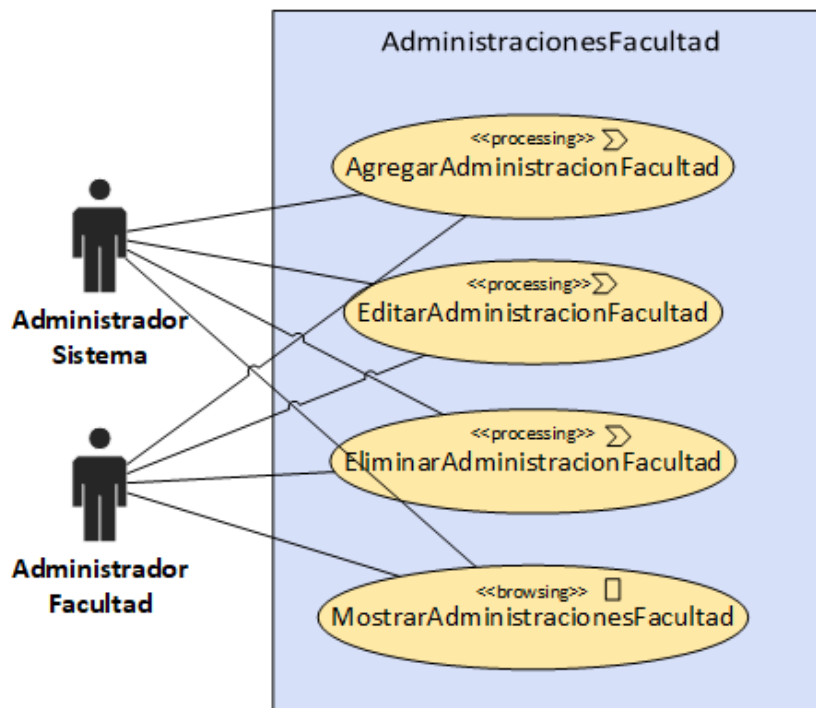 AdministracionesFacultad
<<processing>>
AgregarAdministracionFacultad
<<processing>>
EditarAdministracionFacultad
Administrador
Sistema
<<processing>>
EliminarAdministracionFacultad
Administrador
Facultad
<<browsing>>
MostrarAdministracionesFacultad